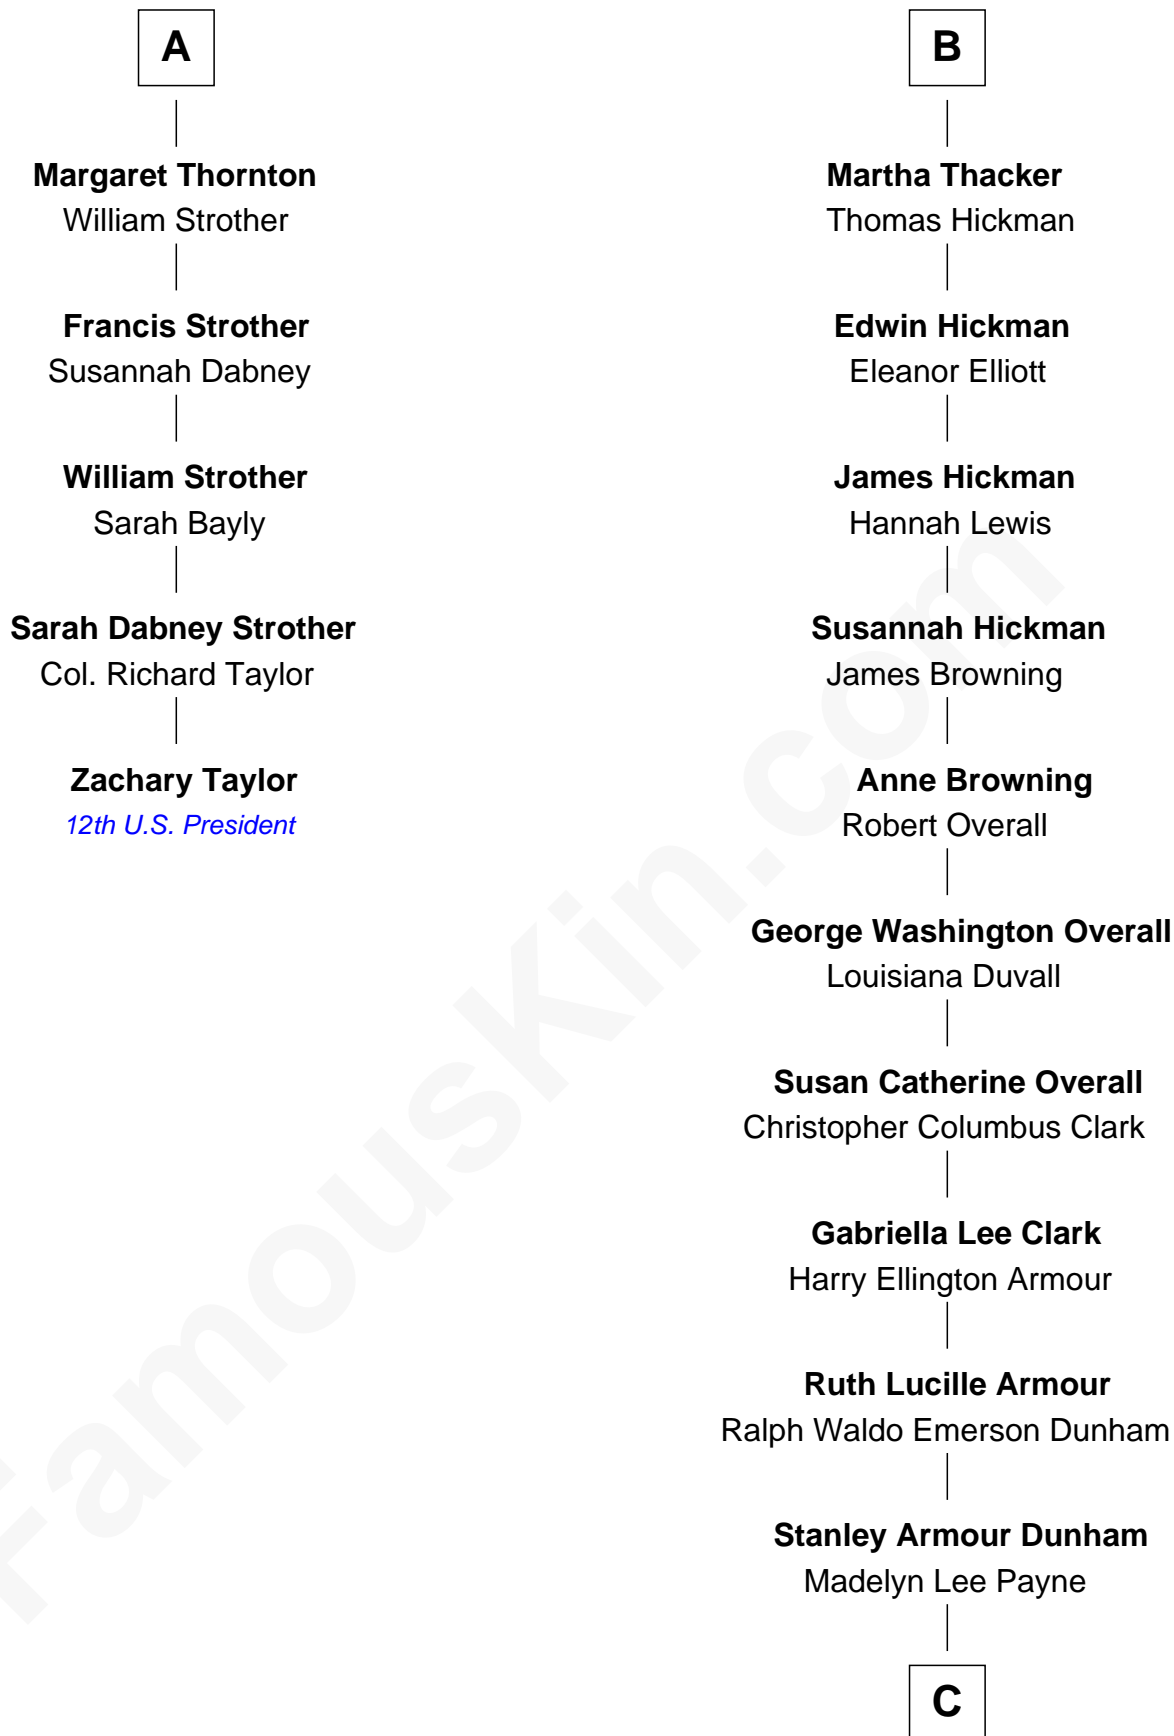 A
Margaret Thornton
William Strother
Francis Strother
Susannah Dabney
William Strother
Sarah Bayly
Sarah Dabney Strother
Col. Richard Taylor
Zachary Taylor
12th U.S. President
B
Martha Thacker
Thomas Hickman
Edwin Hickman
Eleanor Elliott
James Hickman
Hannah Lewis
Susannah Hickman
James Browning
Anne Browning
Robert Overall
George Washington Overall
Louisiana Duvall
Susan Catherine Overall
Christopher Columbus Clark
Gabriella Lee Clark
Harry Ellington Armour
Ruth Lucille Armour
Ralph Waldo Emerson Dunham
Stanley Armour Dunham
Madelyn Lee Payne
C
FamousKin.com